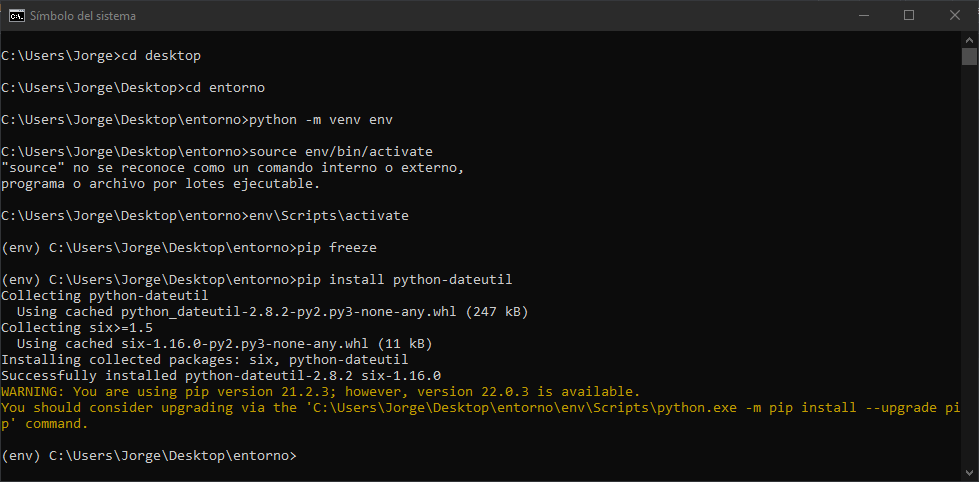 Símbolo del sistema
C:\Users\Jorge>cd desktop
C:\Users\Jorge\Desktop>cd entorno
C:\Users\Jorge\Desktop\entorno>python -m venv env
C:\Users\Jorge\Desktop\entorno>source env/bin/activate
"source" no se reconoce como un comando interno o externo,
programa o archivo por lotes ejecutable.
C:\Users\Jorge\Desktop\entorno>env\Scripts\activate
(env) C:\Users\Jorge\Desktop\entorno>pip freeze
(env) C:\Users\Jorge\Desktop\entorno>pip install python-dateutil
Collecting python-dateutil
  Using cached python_dateutil-2.8.2-py2.py3-none-any.whl (247 kB)
Collecting six>=1.5
  Using cached six-1.16.0-py2.py3-none-any.whl (11 kB)
Installing collected packages: six, python-dateutil
Successfully installed python-dateutil-2.8.2 six-1.16.0
WARNING: You are using pip version 21.2.3; however, version 22.0.3 is available.
You should consider upgrading via the 'C:\Users\Jorge\Desktop\entorno\env\Scripts\python.exe -m pip install --upgrade pi
p' command.
(env) C:\Users\Jorge\Desktop\entorno>